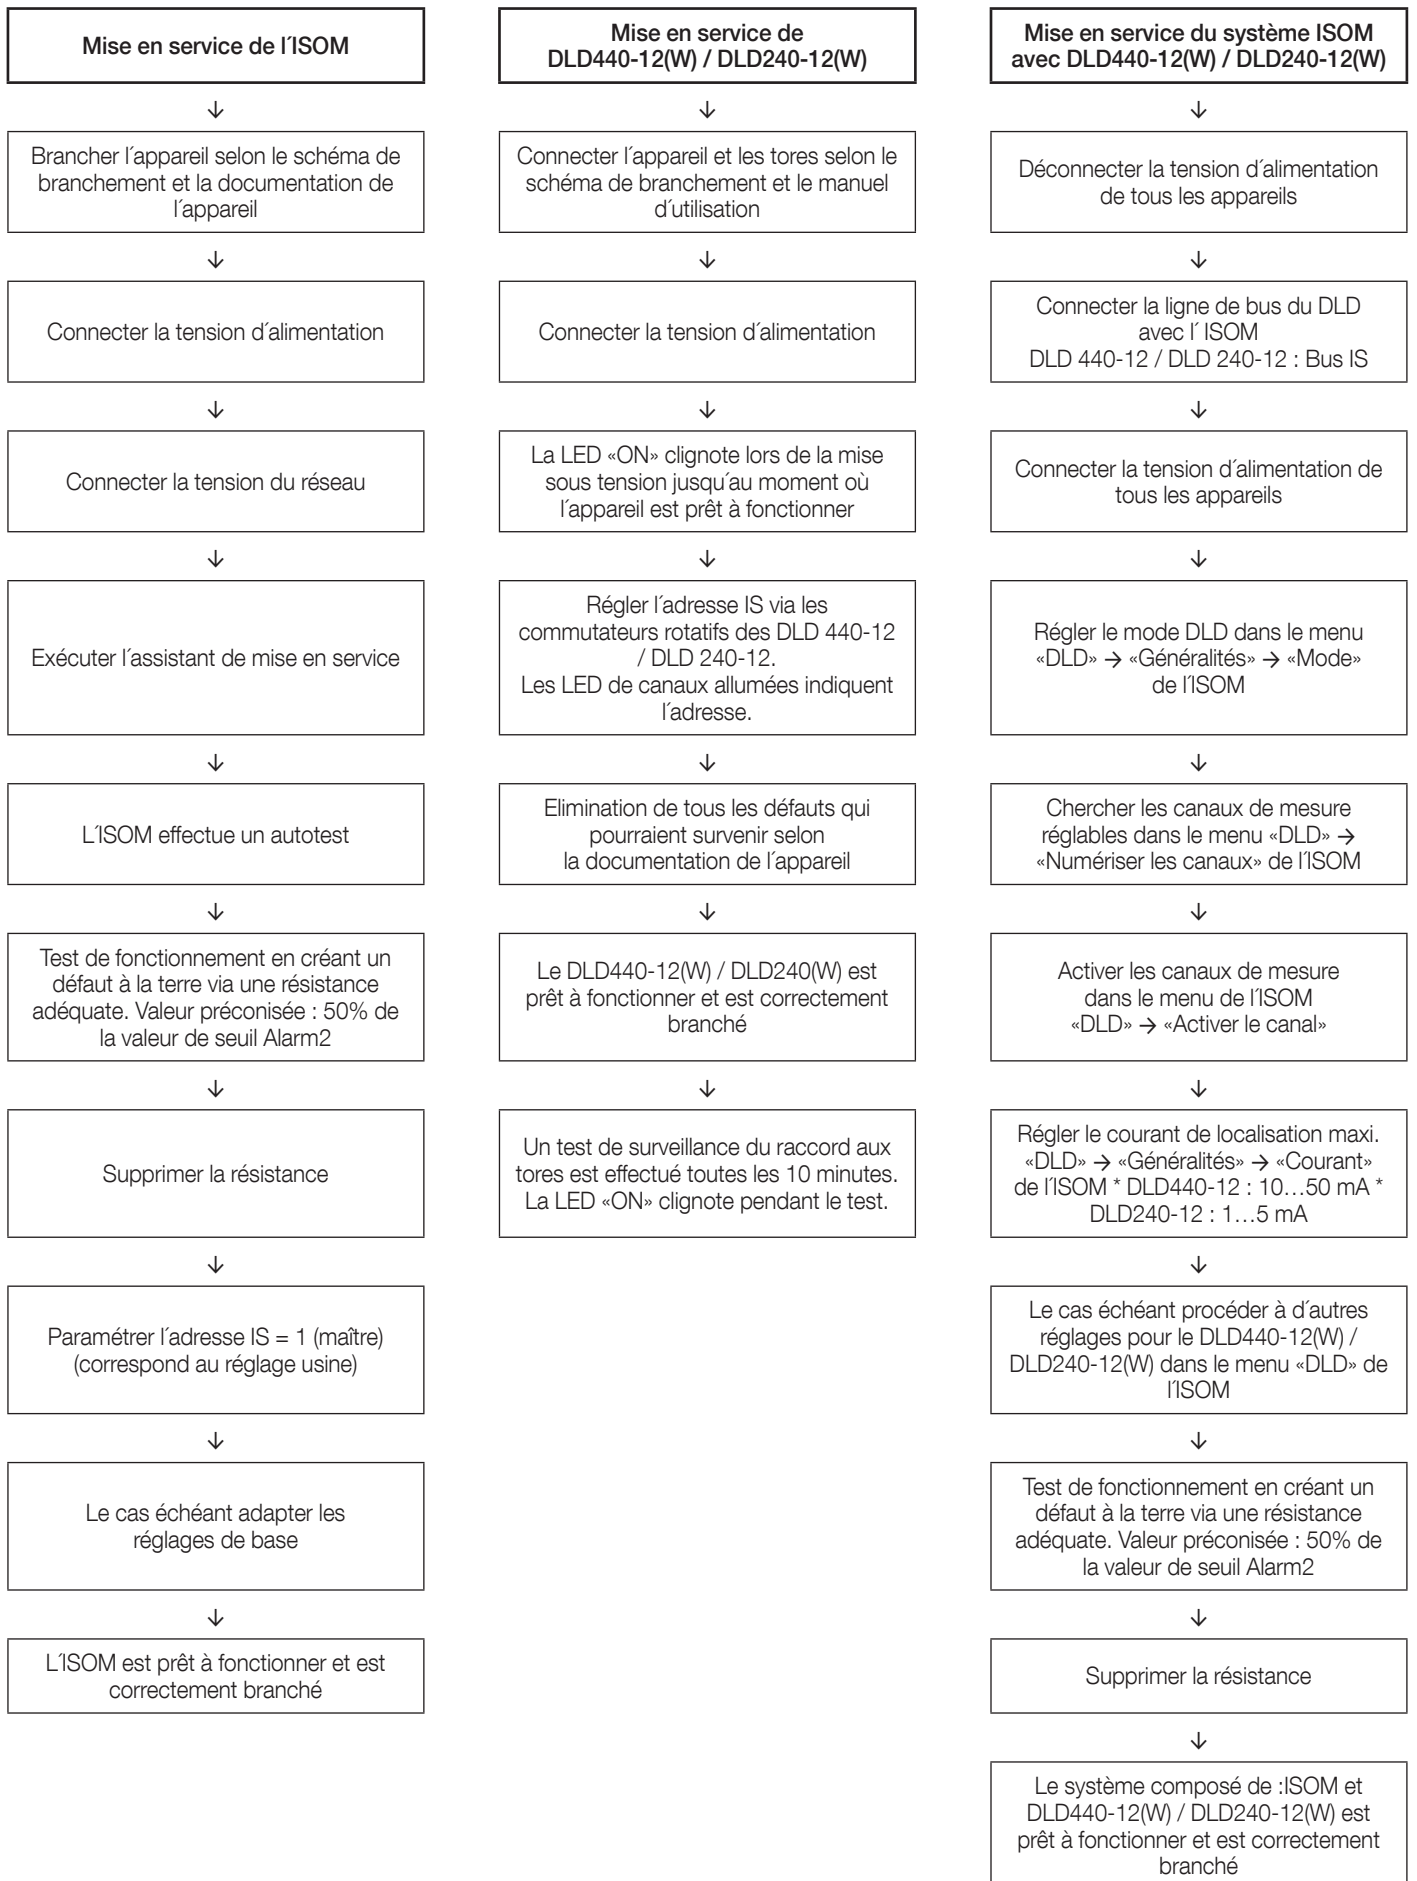 Mise en service de l´ISOM
↓
Brancher l´appareil selon le schéma de
branchement et la documentation de
l´appareil
↓
Connecter la tension d´alimentation
↓
Connecter la tension du réseau
↓
Exécuter l´assistant de mise en service
↓
L´ISOM effectue un autotest
↓
Test de fonctionnement en créant un
défaut à la terre via une résistance
adéquate. Valeur préconisée : 50% de
la valeur de seuil Alarm2
↓
Supprimer la résistance
↓
Paramétrer l´adresse IS = 1 (maître)
(correspond au réglage usine)
↓
Le cas échéant adapter les
réglages de base
↓
L´ISOM est prêt à fonctionner et est
correctement branché
Mise en service de
DLD440-12(W) / DLD240-12(W)
↓
Connecter l´appareil et les tores selon le
schéma de branchement et le manuel
d´utilisation
↓
Connecter la tension d´alimentation
↓
La LED «ON» clignote lors de la mise
sous tension jusqu´au moment où
l´appareil est prêt à fonctionner
↓
Régler l´adresse IS via les
commutateurs rotatifs des DLD 440-12
/ DLD 240-12.
Les LED de canaux allumées indiquent
l´adresse.
↓
Elimination de tous les défauts qui
pourraient survenir selon
la documentation de l´appareil
↓
Le DLD440-12(W) / DLD240(W) est
prêt à fonctionner et est correctement
branché
↓
Un test de surveillance du raccord aux
tores est effectué toutes les 10 minutes.
La LED «ON» clignote pendant le test.
Mise en service du système ISOM
avec DLD440-12(W) / DLD240-12(W)
↓
Déconnecter la tension d´alimentation
de tous les appareils
↓
Connecter la ligne de bus du DLD
avec l´ ISOM
DLD 440-12 / DLD 240-12 : Bus IS
↓
Connecter la tension d´alimentation de
tous les appareils
↓
Régler le mode DLD dans le menu
«DLD» → «Généralités» → «Mode»
de l´ISOM
↓
Chercher les canaux de mesure
réglables dans le menu «DLD» →
«Numériser les canaux» de l´ISOM
↓
Activer les canaux de mesure
dans le menu de l´ISOM
«DLD» → «Activer le canal»
↓
Régler le courant de localisation maxi.
«DLD» → «Généralités» → «Courant»
de l´ISOM * DLD440-12 : 10…50 mA *
DLD240-12 : 1…5 mA
↓
Le cas échéant procéder à d´autres
réglages pour le DLD440-12(W) /
DLD240-12(W) dans le menu «DLD» de
l´ISOM
↓
Test de fonctionnement en créant un
défaut à la terre via une résistance
adéquate. Valeur préconisée : 50% de
la valeur de seuil Alarm2
↓
Supprimer la résistance
↓
Le système composé de :ISOM et
DLD440-12(W) / DLD240-12(W) est
prêt à fonctionner et est correctement
branché